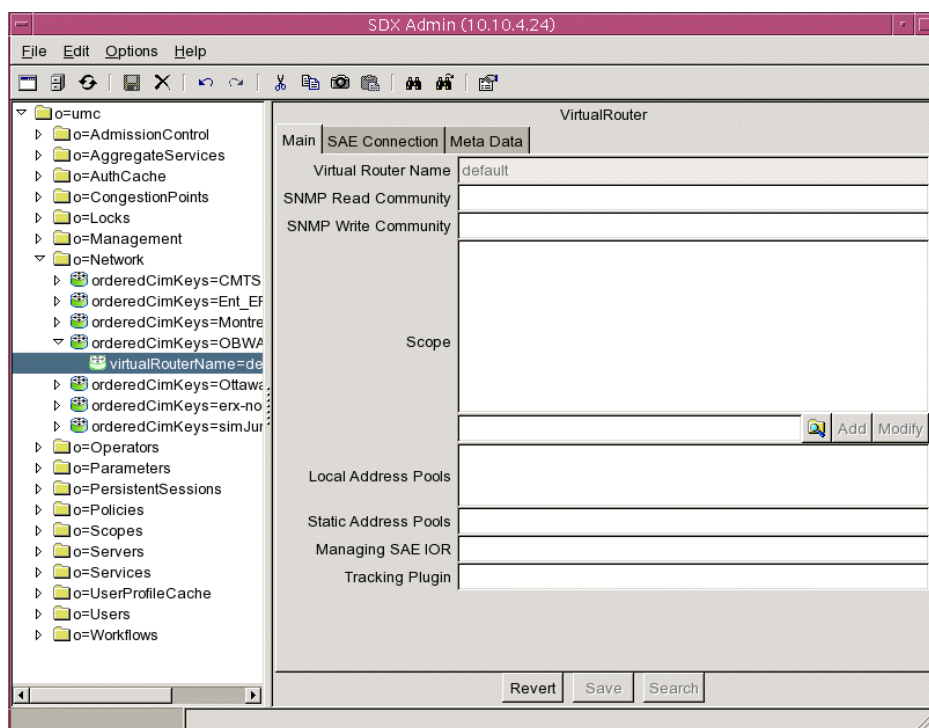 SDX Admin (10.10.4.24)
File Edit Options Help
o=umc
o=AdmissionControl
o=AggregateServices
o=AuthCache
o=CongestionPoints
o=Locks
o=Management
o=Network
orderedCimKeys=CMTS
orderedCimKeys=Ent_
orderedCimKeys=Montre
orderedCimKeys=OBWA
virtualRouterName=de
orderedCimKeys=Ottawa
orderedCimKeys=erx-no
orderedCimKeys=simJur
o=Operators
o=Parameters
o=PersistentSessions
o=Policies
o=Scopes
o=Servers
o=Services
o=UserProfileCache
o=Users
o=Workflows
VirtualRouter
Main SAE Connection Meta Data
Virtual Router Name default
SNMP Read Community
SNMP Write Community
Scope
Add Modify
Local Address Pools
Static Address Pools
Managing SAE IOR
Tracking Plugin
Revert Save Search